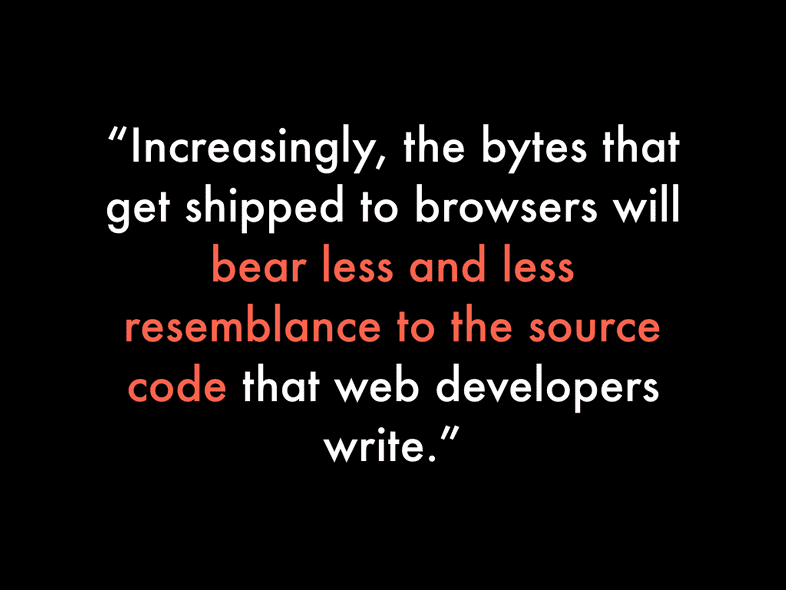 “Increasingly, the bytes that
get shipped to browsers will
bear less and less
resemblance to the source
code that web developers
write.”